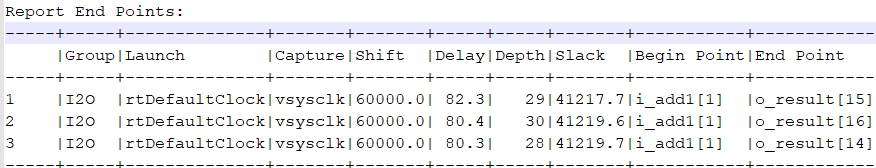 Report End Points:
-----+-----+--------------+-------+-------+-----+-----+-------+-----------+------------
     |Group|Launch        |Capture|Shift  |Delay|Depth|Slack  |Begin Point|End Point
-----+-----+--------------+-------+-------+-----+-----+-------+-----------+------------
1    |I2O  |rtDefaultClock|vsysclk|60000.0| 82.3|   29|41217.7|i_add1[1]  |o_result[15]
2    |I2O  |rtDefaultClock|vsysclk|60000.0| 80.4|   30|41219.6|i_add1[1]  |o_result[16]
3    |I2O  |rtDefaultClock|vsysclk|60000.0| 80.3|   28|41219.7|i_add1[1]  |o_result[14]
-----+-----+--------------+-------+-------+-----+-----+-------+-----------+------------